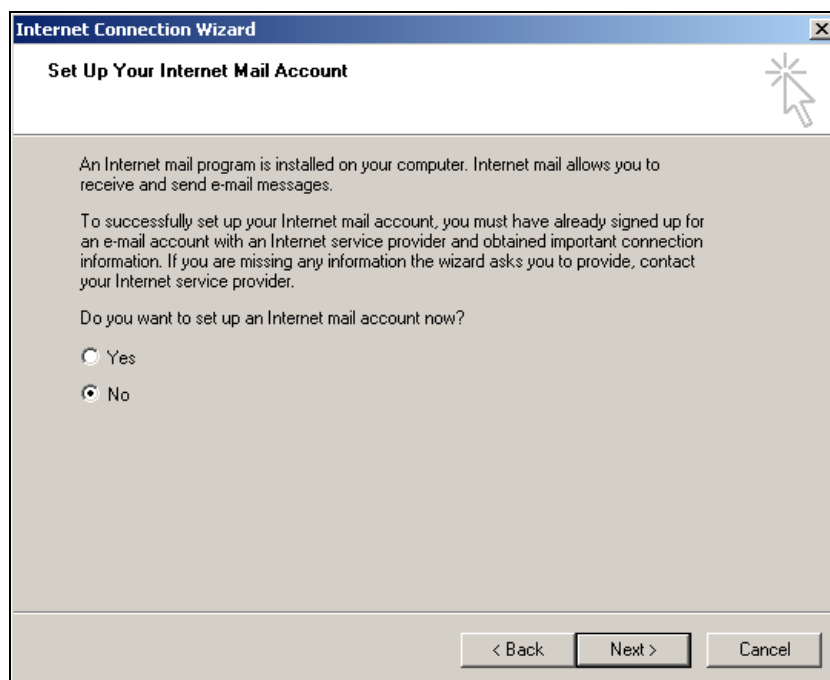 Internet Connection Wizard
Set Up Your Internet Mail Account
An Internet mail program is installed on your computer. Internet mail allows you to
receive and send e-mail messages.
To successfully set up your Internet mail account, you must have already signed up for
an e-mail account with an Internet service provider and obtained important connection
information. If you are missing any information the wizard asks you to provide, contact
your Internet service provider.
Do you want to set up an Internet mail account now?
Yes
No
< Back Next > Cancel